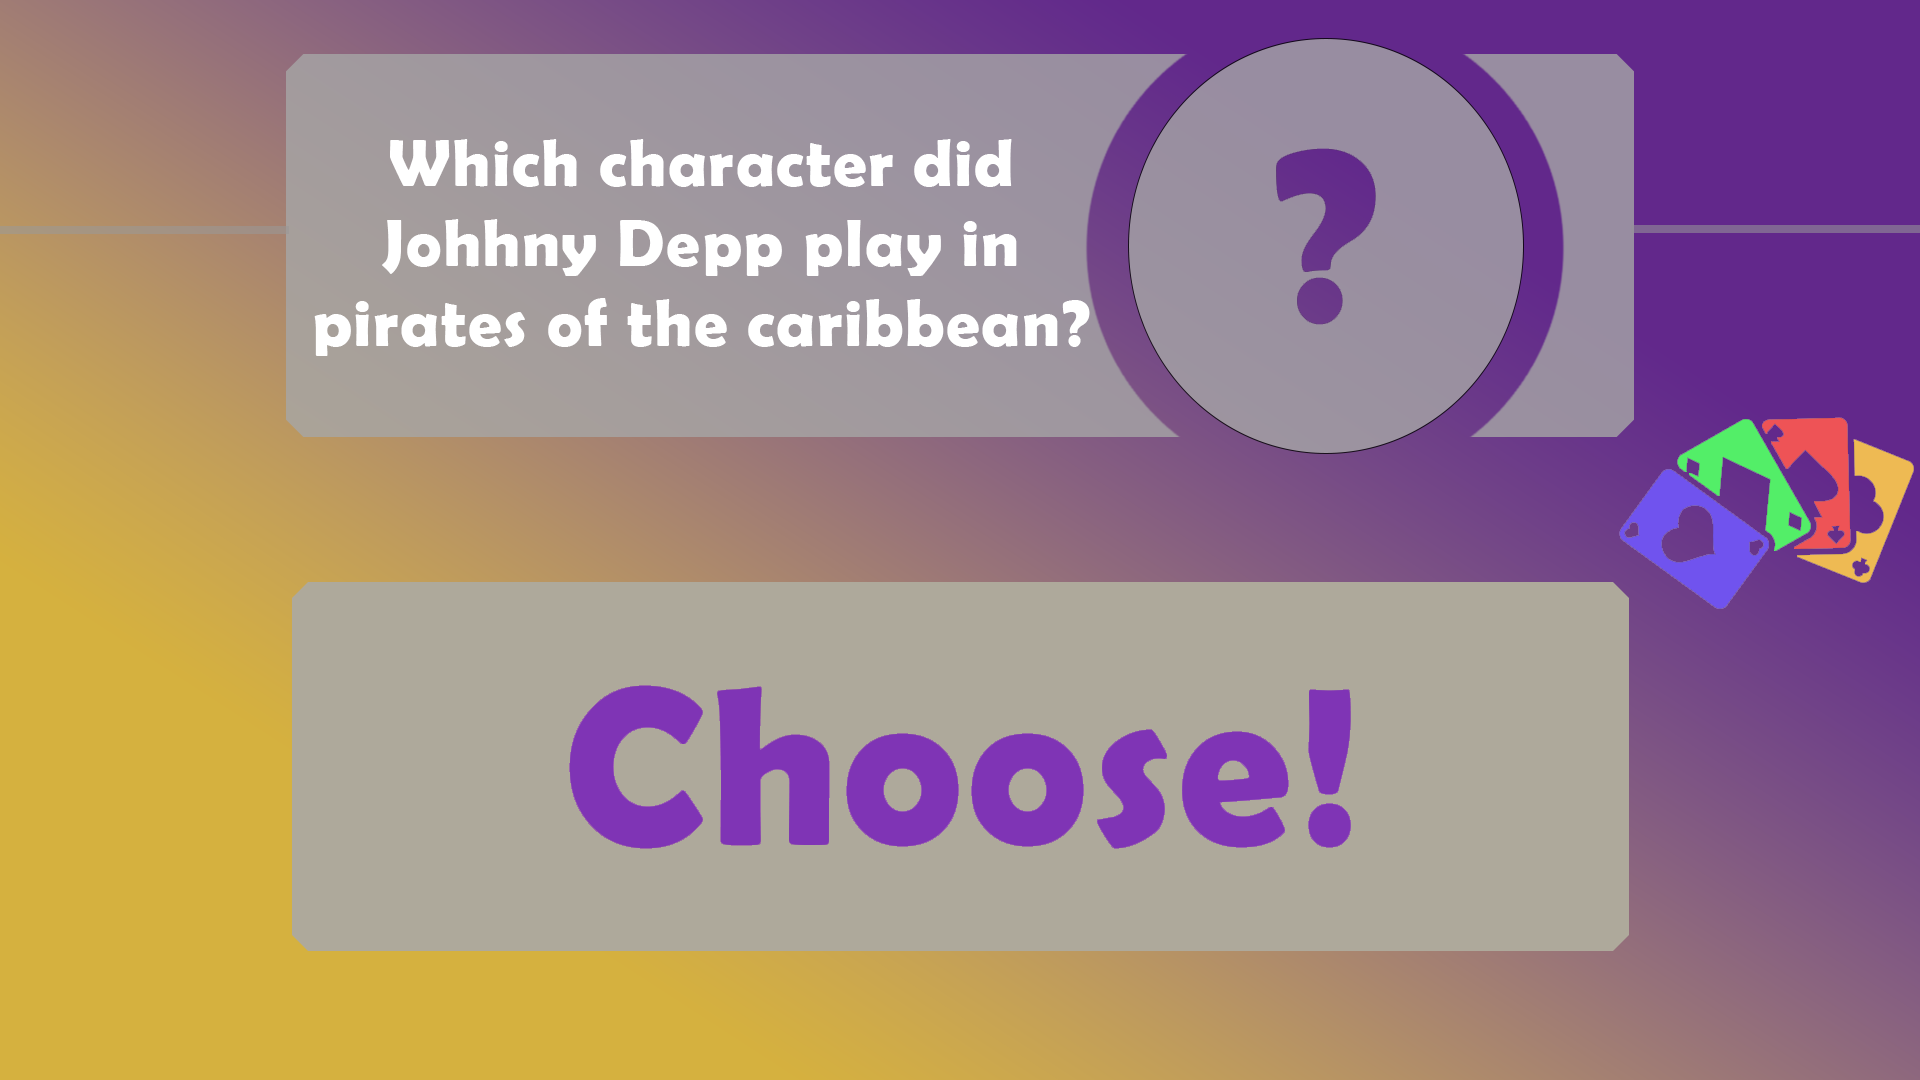 Which character did
Johhny Depp play in
pirates of the caribbean?
?
Choose!